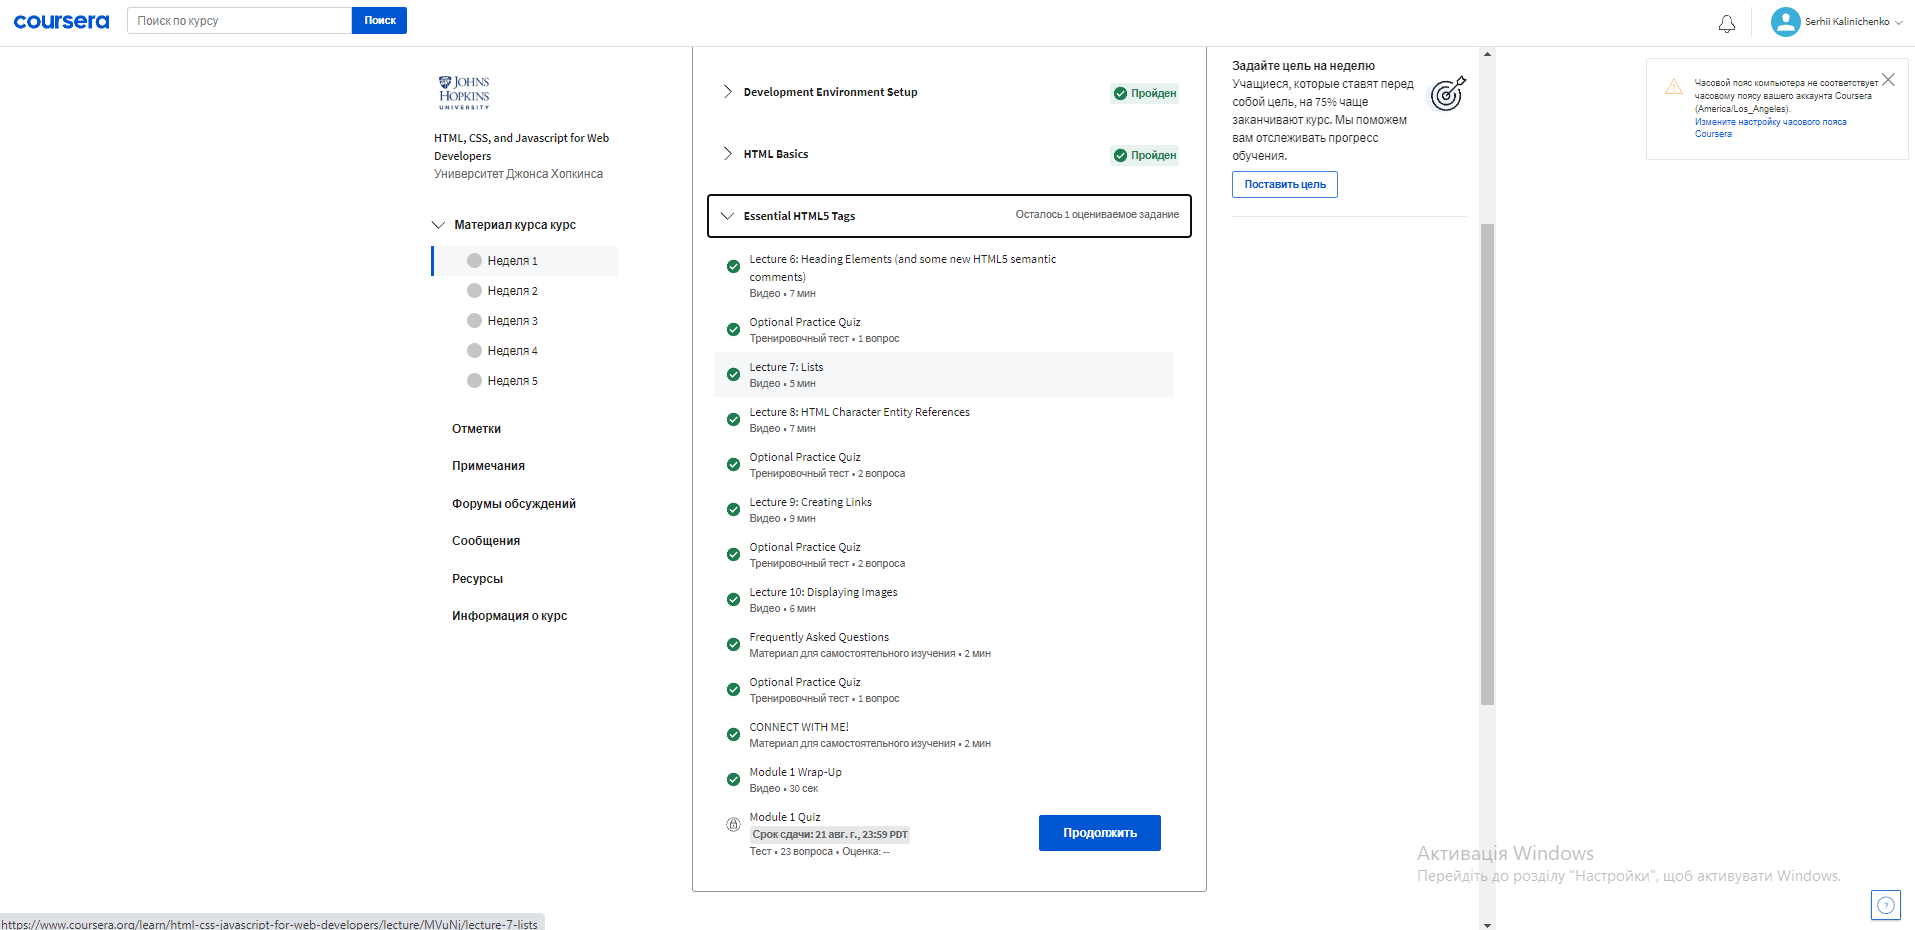 coursera
Поиск по курсу
Поиск
Serhii Kalinichenko
JOHNS
HOPKINS
UNIVERSITY
HTML, CSS, and Javascript for Web
Developers
Университет Джонса Хопкинса
Материал курса курс
Неделя 1
Неделя 2
Неделя 3
Неделя 4
Неделя 5
Отметки
Примечания
Форумы обсуждений
Сообщения
Ресурсы
Информация о курс
Development Environment Setup
Пройден
HTML Basics
Пройден
Essential HTML5 Tags
Осталось 1 оцениваемое задание
Lecture 6: Heading Elements (and some new HTML5 semantic
comments)
Видео • 7 мин
Optional Practice Quiz
Тренировочный тест • 1 вопрос
Lecture 7: Lists
Видео • 5 мин
Lecture 8: HTML Character Entity References
Видео • 7 мин
Optional Practice Quiz
Тренировочный тест • 2 вопроса
Lecture 9: Creating Links
Видео • 9 мин
Optional Practice Quiz
Тренировочный тест • 2 вопроса
Lecture 10: Displaying Images
Видео • 6 мин
Frequently Asked Questions
Материал для самостоятельного изучения • 2 мин
Optional Practice Quiz
Тренировочный тест • 1 вопрос
CONNECT WITH ME!
Материал для самостоятельного изучения • 2 мин
Module 1 Wrap-Up
Видео • 30 сек
Module 1 Quiz
Срок сдачи: 21 авг. г., 23:59 PDT
Тест • 23 вопроса • Оценка: --
Продолжить
Задайте цель на неделю
Учащиеся, которые ставят перед
собой цель, на 75% чаще
заканчивают курс. Мы поможем
вам отслеживать прогресс
обучения.
Поставить цель
Часовой пояс компьютера не соответствует
часовому поясу вашего аккаунта Coursera
(America/Los_Angeles).
Измените настройку часового пояса
Coursera
Активація Windows
Перейдіть до розділу "Настройки", щоб активувати Windows.
?
https://www.coursera.org/learn/html-css-javascript-for-web-developers/lecture/MVuNj/lecture-7-lists